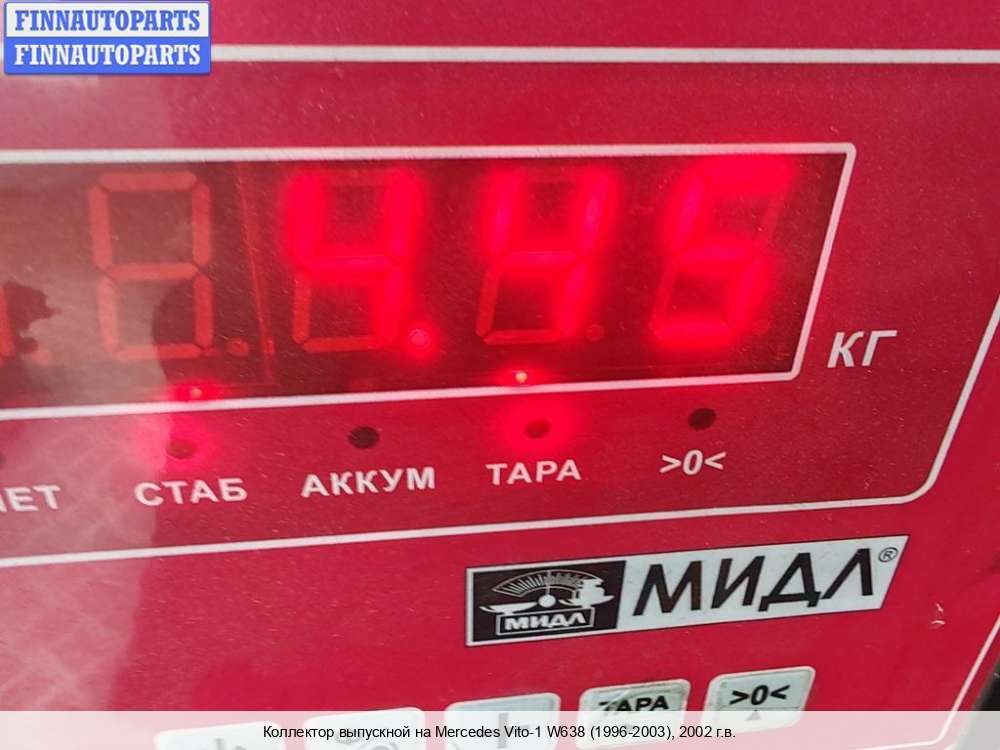 FINNAUTOPARTS
FINNAUTOPARTS
4.45
КГ
СТАБ АККУМ ТАРА >0<
МИДЛ®
МИДЛ
ТАРА >0<
Коллектор выпускной на Mercedes Vito-1 W638 (1996-2003), 2002 г.в.